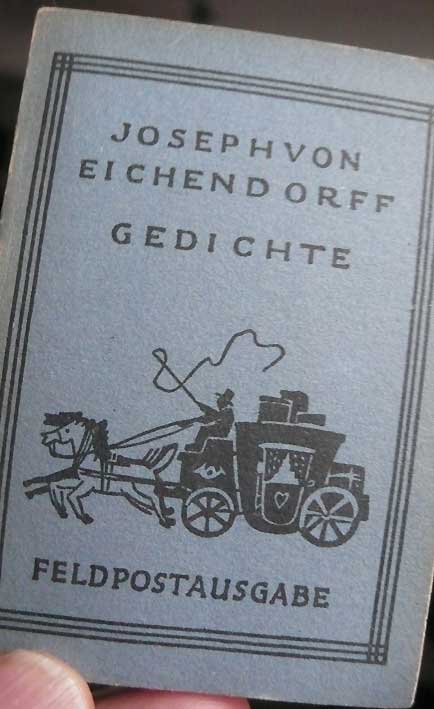 JOSEPH VON
EICHENDORFF
GEDICHTE
FELDPOSTAUSGABE